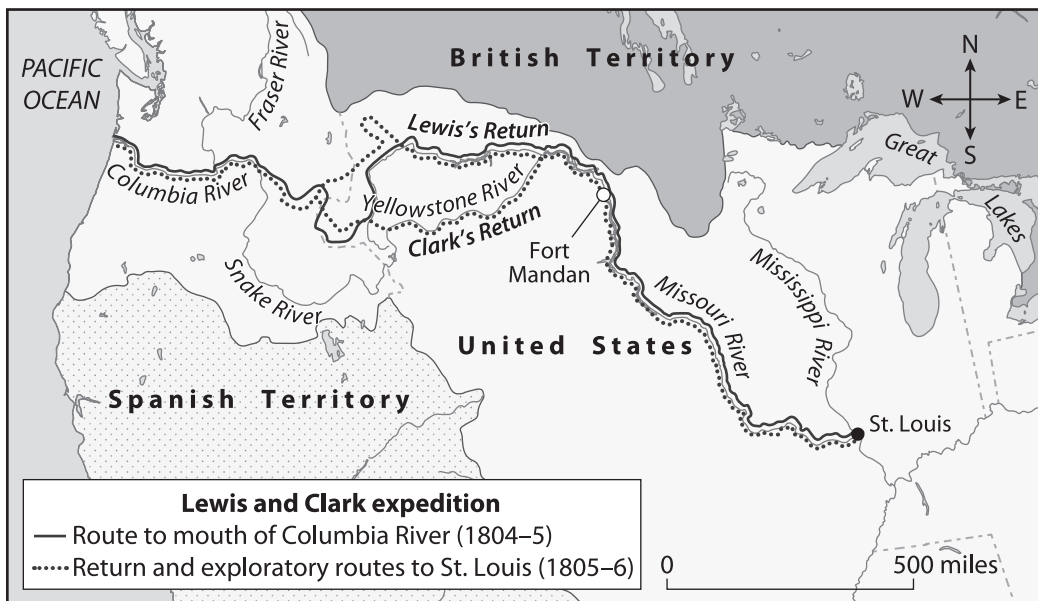 PACIFIC
OCEAN
Fraser River
British Territory
N
W
E
S
Lewis's Return
Great
Lakes
Columbia River
Yellowstone River
Clark's Return
Fort
Mandan
Snake River
Missouri River
Mississippi River
United States
Spanish Territory
St. Louis
Lewis and Clark expedition
Route to mouth of Columbia River (1804–5)
Return and exploratory routes to St. Louis (1805–6)
0
500 miles